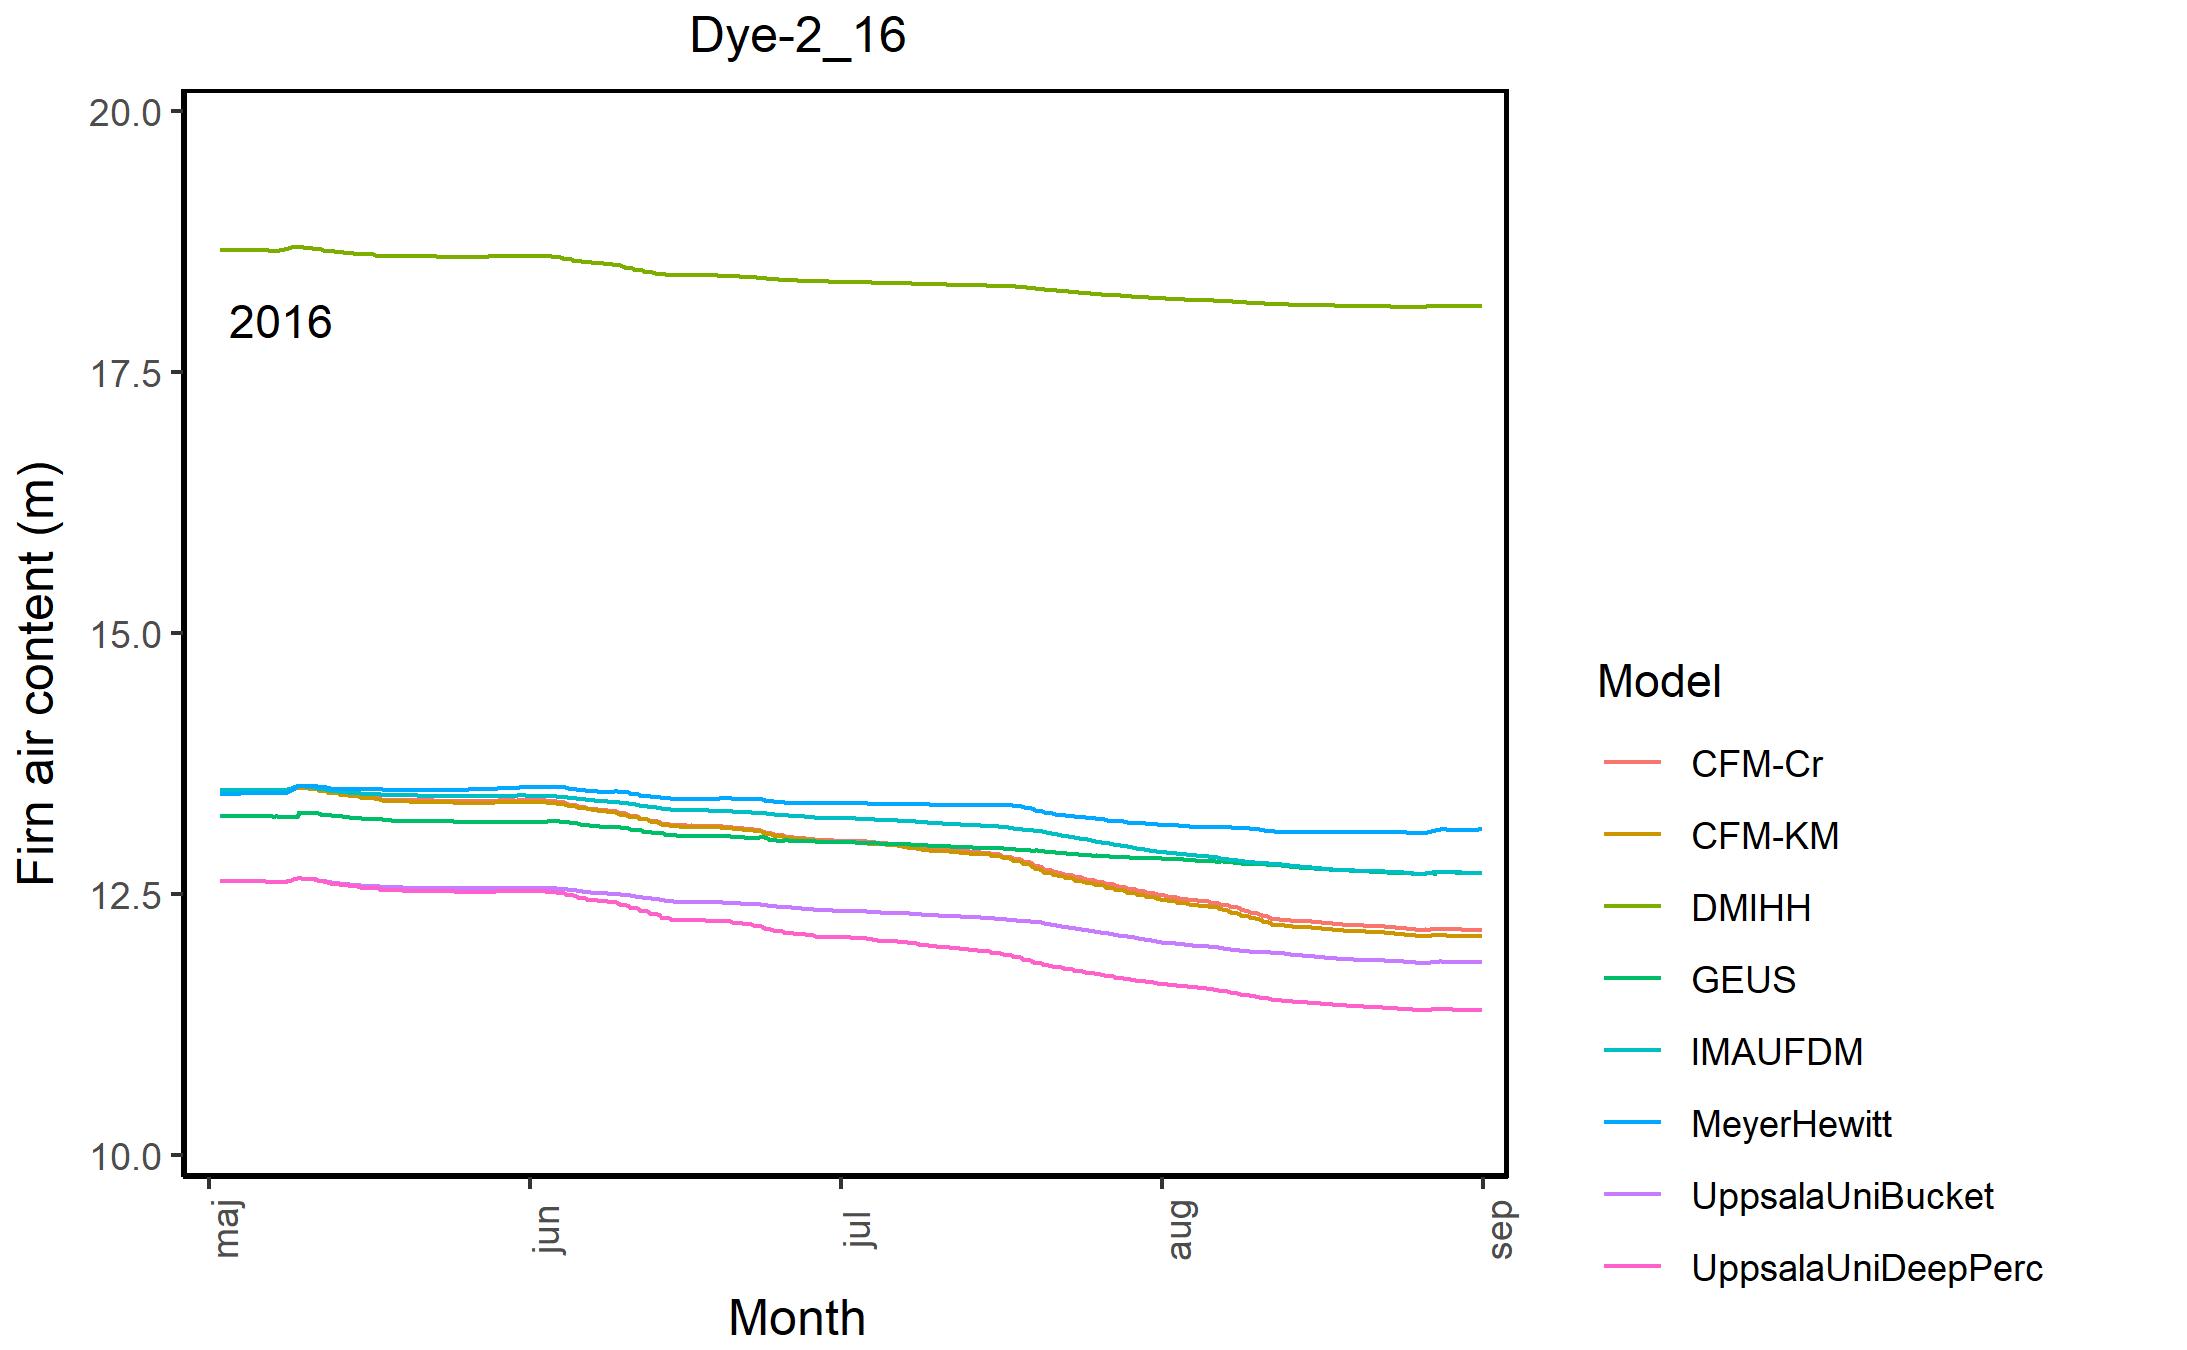 Dye-2_16
20.0
17.5
15.0
12.5
10.0
Firn air content (m)
2016
maj
jun
jul
aug
sep
Month
Model
CFM-Cr
CFM-KM
DMIHH
GEUS
IMAUFDM
MeyerHewitt
UppsalaUniBucket
UppsalaUniDeepPerc